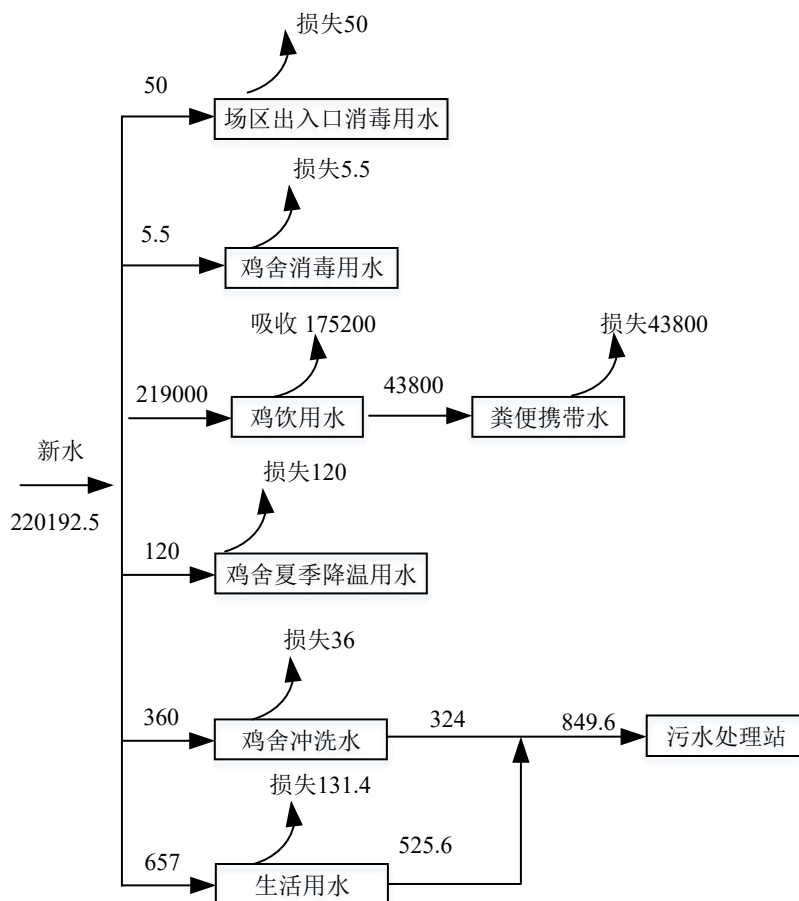 损失50
50
场区出入口消毒用水
损失5.5
5.5
鸡舍消毒用水
吸收 175200
损失43800
219000
鸡饮用水
43800
粪便携带水
新水
220192.5
损失120
120
鸡舍夏季降温用水
损失36
360
鸡舍冲洗水
324
849.6
污水处理站
损失131.4
657
生活用水
525.6